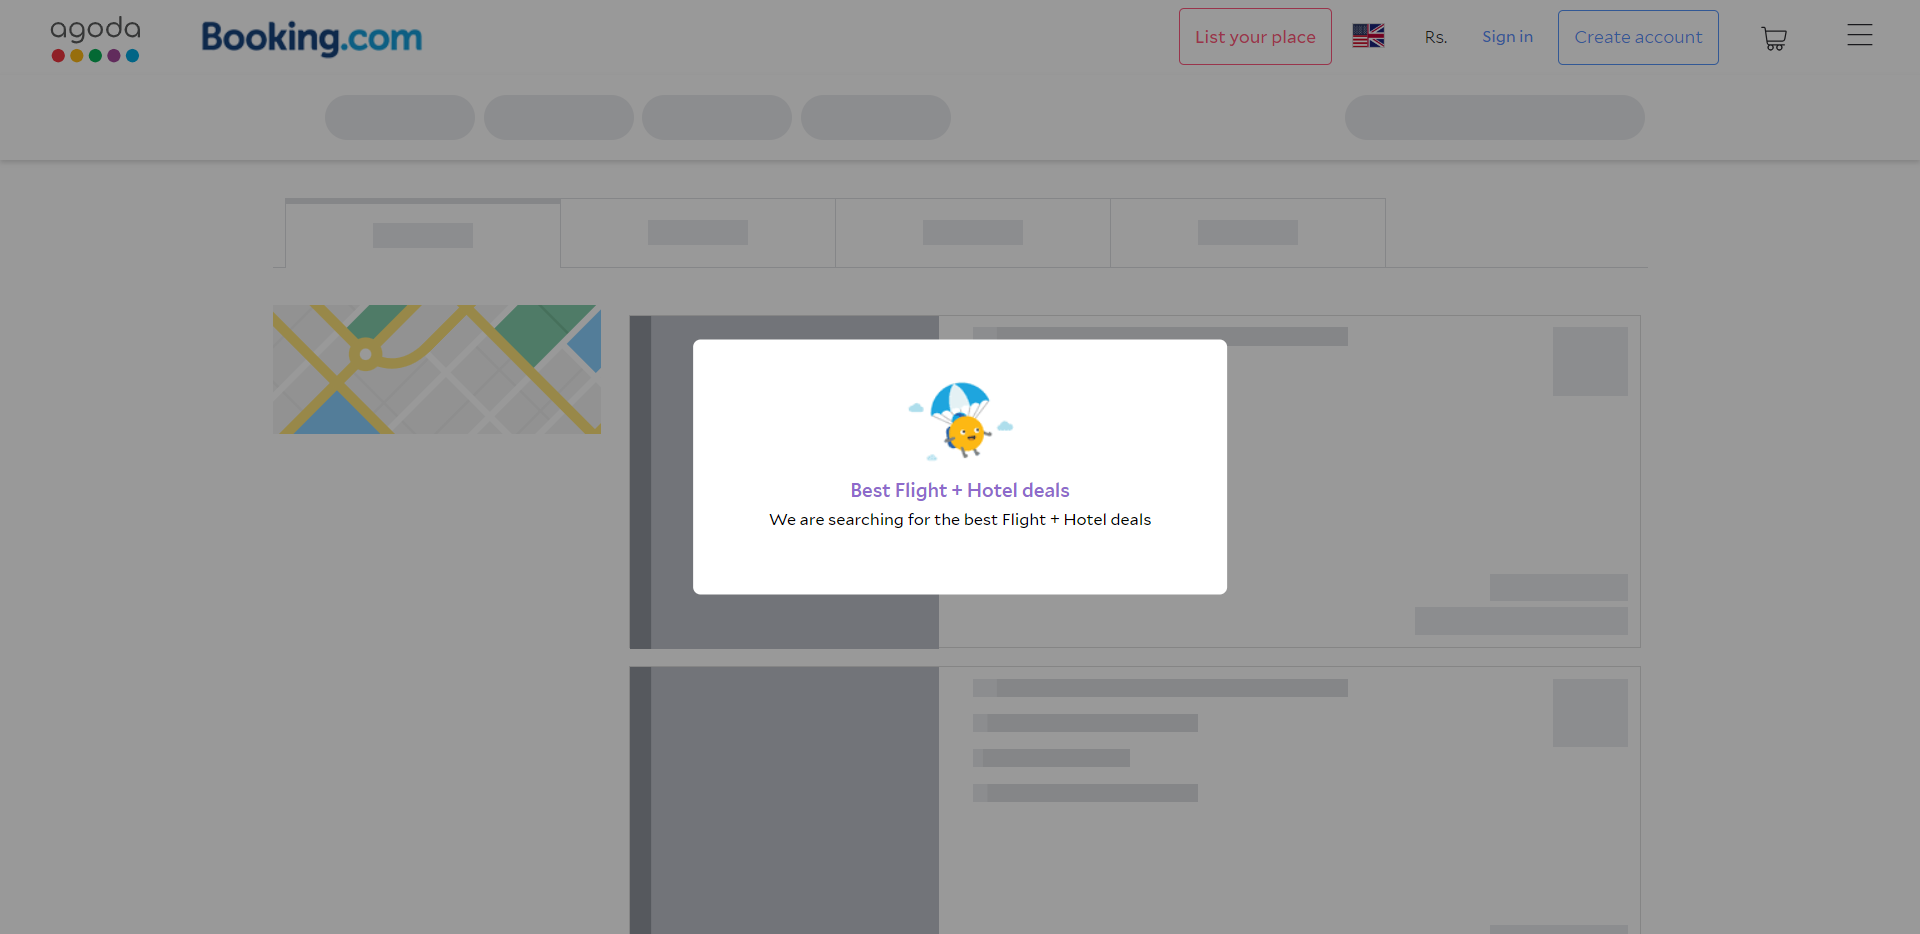 agoda
Booking.com
List your place
Rs.
Sign in
Create account
Best Flight + Hotel deals
We are searching for the best Flight + Hotel deals